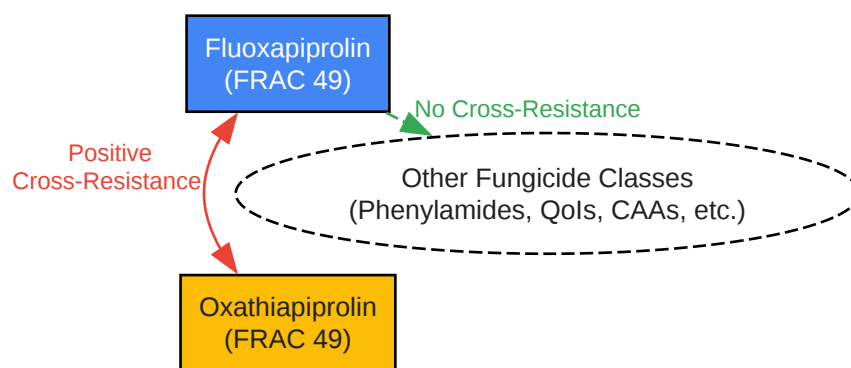 Fluoxapiprolin
(FRAC 49)
No Cross-Resistance
Positive
Cross-Resistance
Other Fungicide Classes
(Phenylamides, QoIs, CAAs, etc.)
Oxathiapiprolin
(FRAC 49)